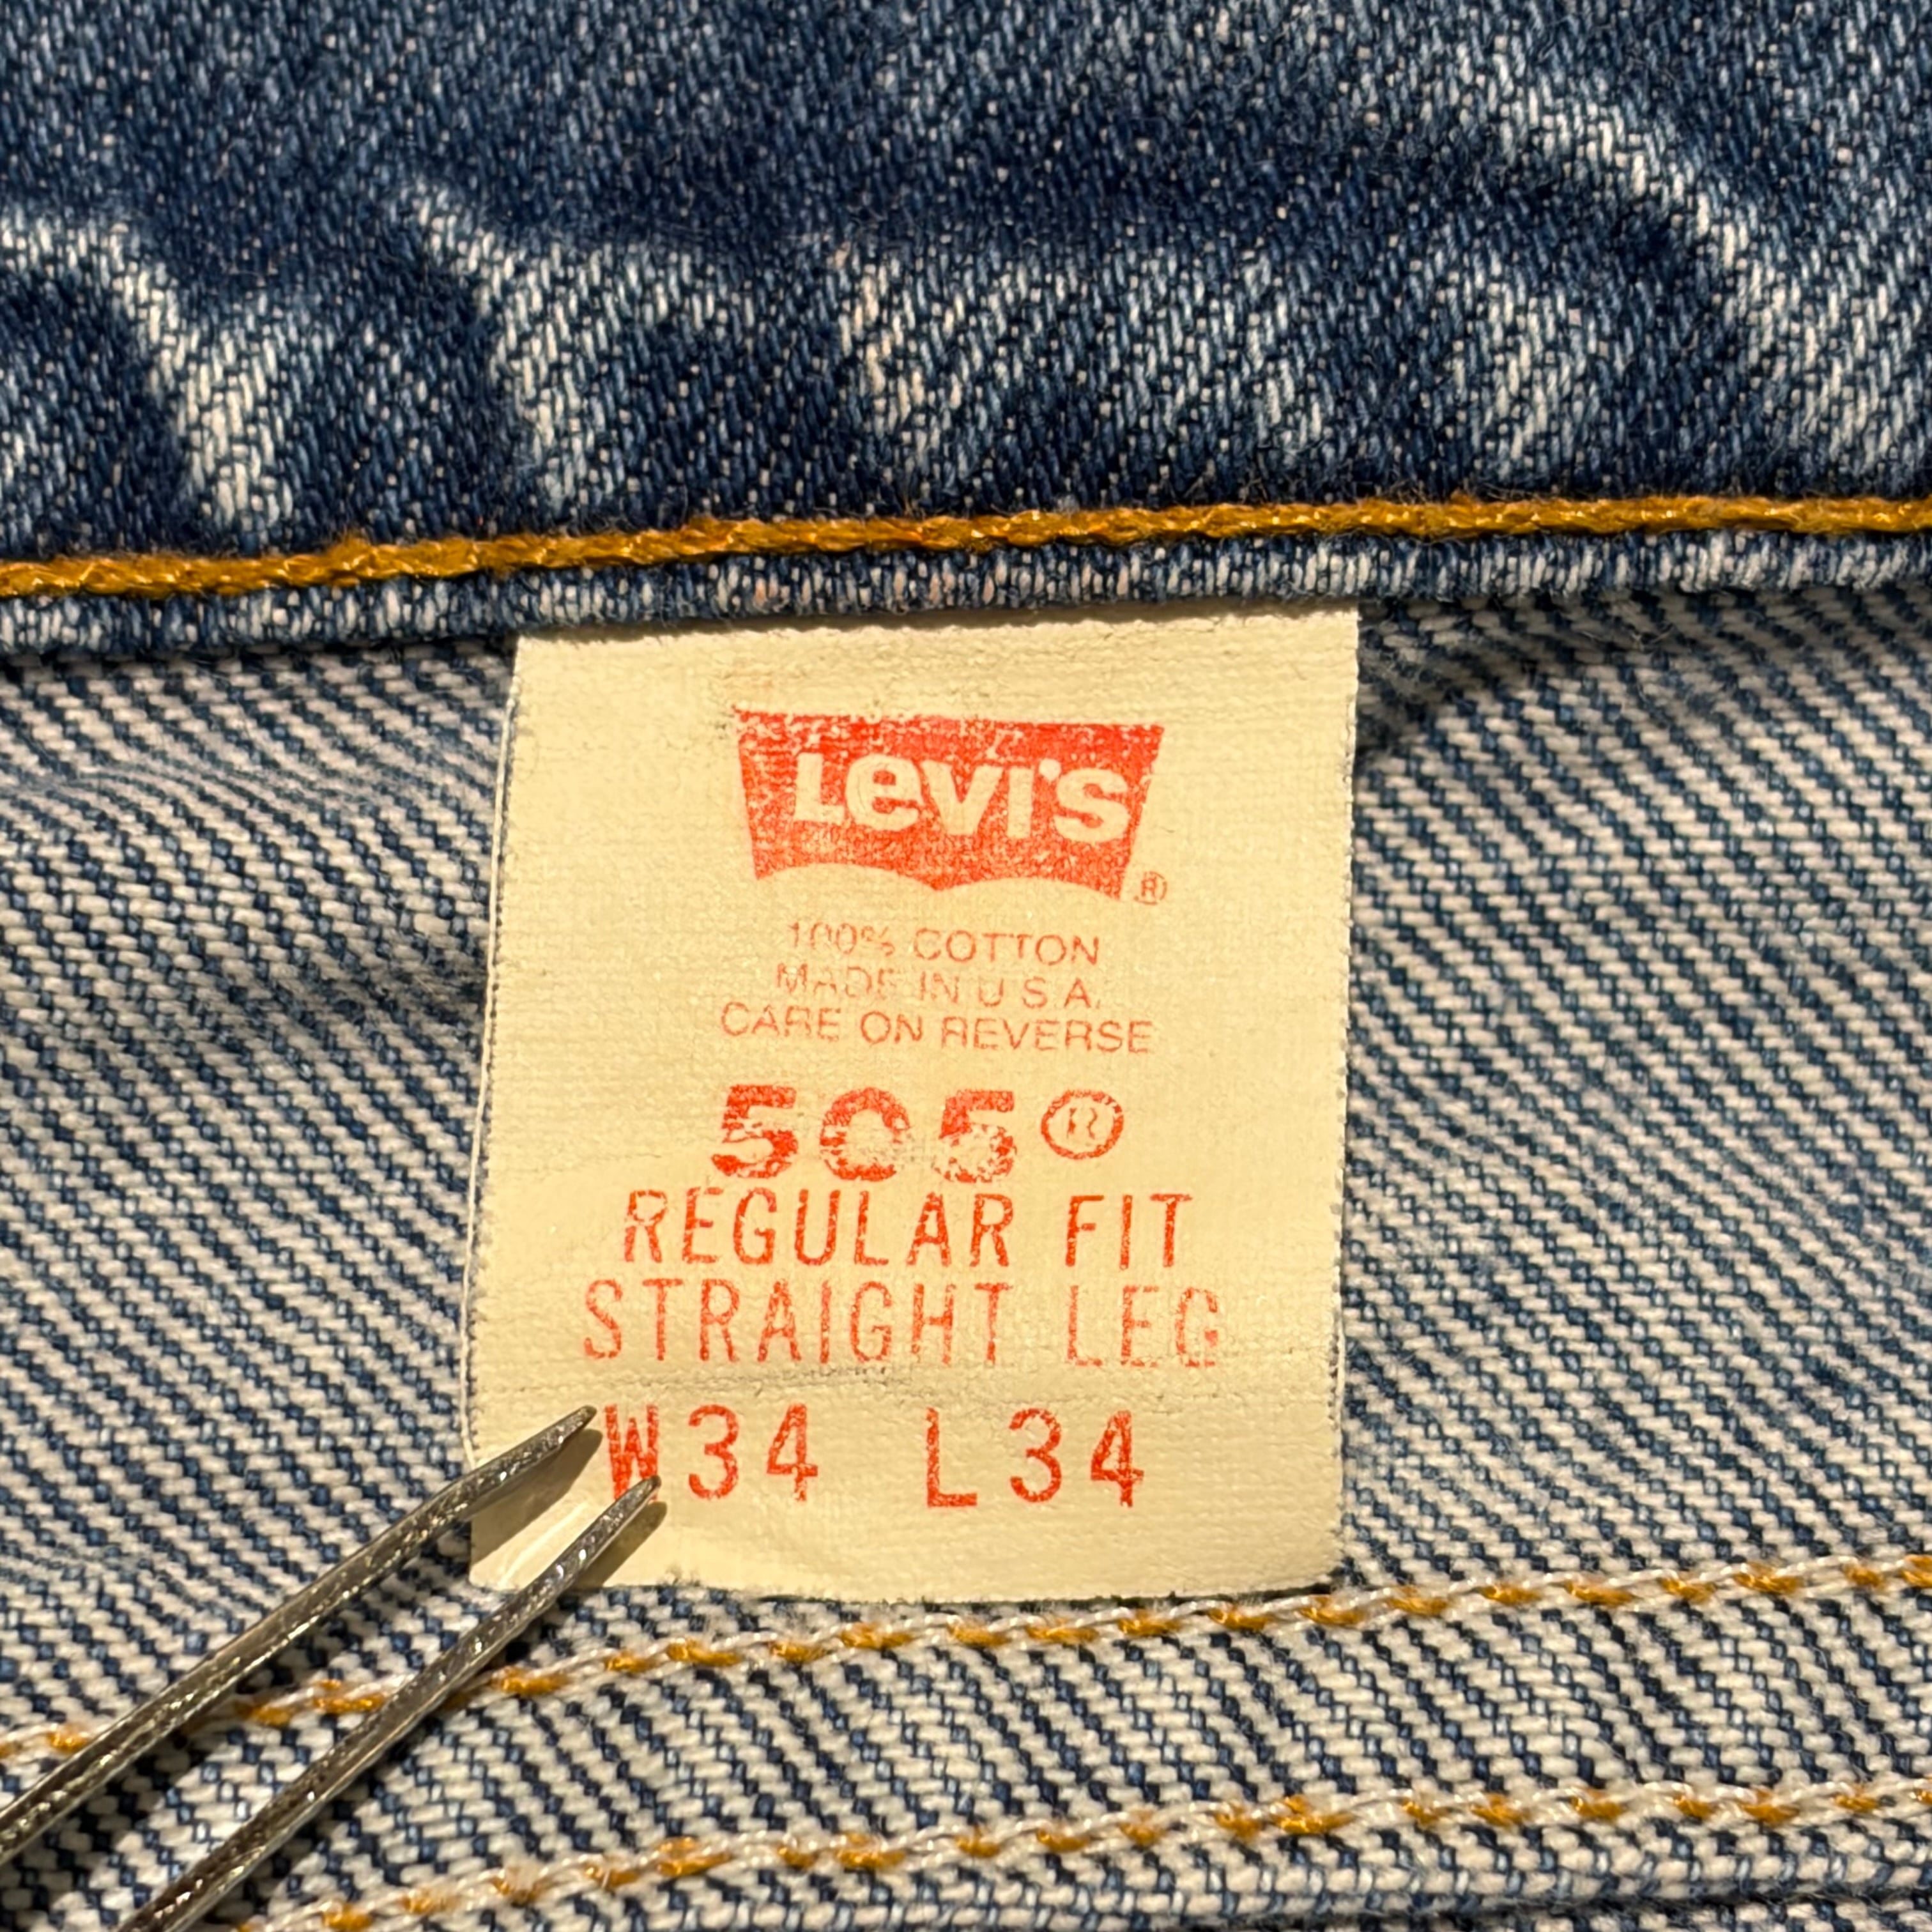 Levi's ®
100% COTTON
MADE IN U.S.A.
CARE ON REVERSE
505®
REGULAR FIT
STRAIGHT LEG
W34 L34